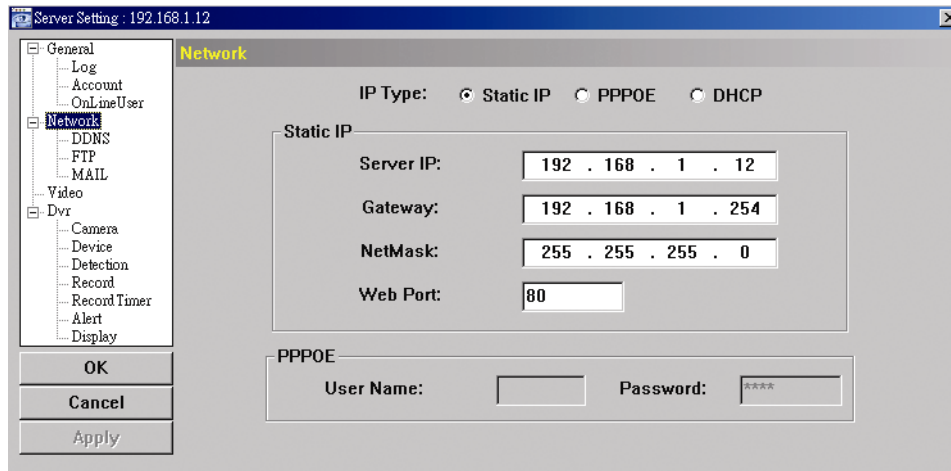 Server Setting : 192.168.1.12
General
Log
Account
OnLineUser
Network
DDNS
FTP
MAIL
Video
Dvr
Camera
Device
Detection
Record
Record Timer
Alert
Display
OK
Cancel
Apply
Network
IP Type: Static IP PPPOE DHCP
Static IP
Server IP: 192 . 168 . 1 . 12
Gateway: 192 . 168 . 1 . 254
NetMask: 255 . 255 . 255 . 0
Web Port: 80
PPPOE
User Name: Password: ****